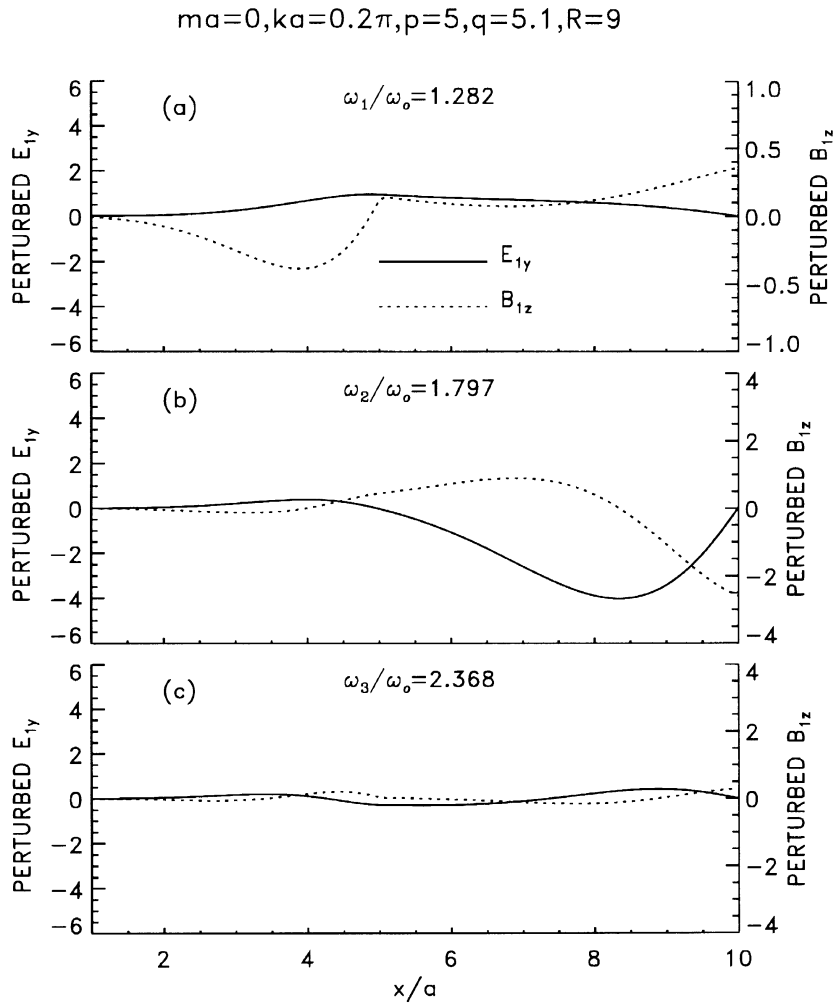 ma=0,ka=0.2π,p=5,q=5.1,R=9
(a)
ω₁/ωₒ=1.282
PERTURBED E₁y
6
4
2
0
−2
−4
−6
1.0
0.5
0.0
−0.5
−1.0
PERTURBED B₁z
E₁y
B₁z
(b)
ω₂/ωₒ=1.797
PERTURBED E₁y
6
4
2
0
−2
−4
−6
4
2
0
−2
−4
PERTURBED B₁z
(c)
ω₃/ωₒ=2.368
PERTURBED E₁y
6
4
2
0
−2
−4
−6
4
2
0
−2
−4
PERTURBED B₁z
2 4 6 8 10
x/a